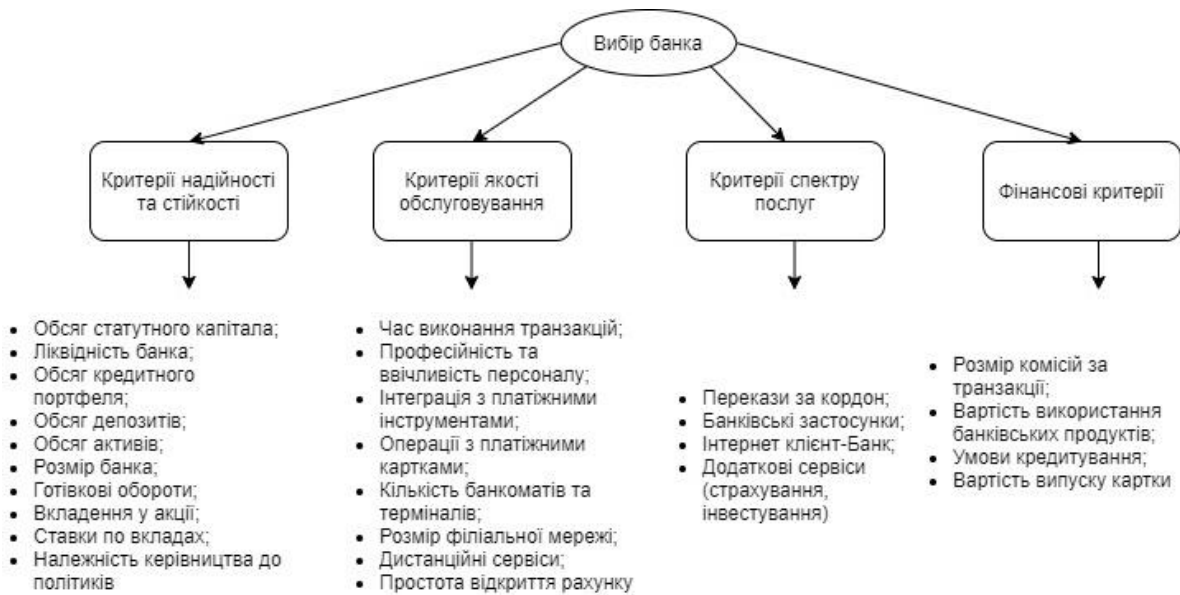 Вибір банка
Критерії надійності
та стійкості
Критерії якості
обслуговування
Критерії спектру
послуг
Фінансові критерії
Обсяг статутного капітала;
Ліквідність банка;
Обсяг кредитного
портфеля;
Обсяг депозитів;
Обсяг активів;
Розмір банка;
Готівкові обороти;
Вкладення у акції;
Ставки по вкладах;
Належність керівництва до
політиків
Час виконання транзакцій;
Професійність та
ввічливість персоналу;
Інтеграція з платіжними
інструментами;
Операції з платіжними
картками;
Кількість банкоматів та
терміналів;
Розмір філіальної мережі;
Дистанційні сервіси;
Простота відкриття рахунку
Перекази за кордон;
Банківські застосунки;
Інтернет клієнт-Банк;
Додаткові сервіси
(страхування,
інвестування)
Розмір комісій за
транзакції;
Вартість використання
банківських продуктів;
Умови кредитування;
Вартість випуску картки